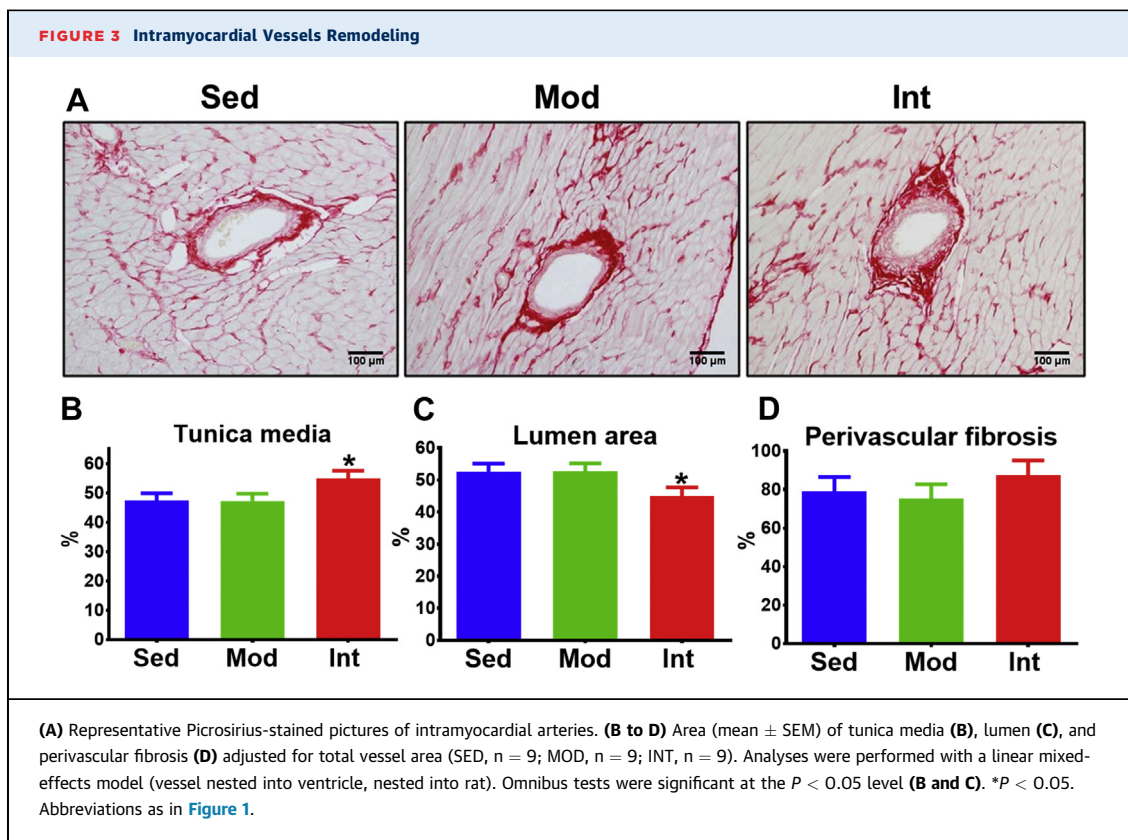 FIGURE 3 Intramyocardial Vessels Remodeling
A
Sed Mod Int
100 µm 100 µm 100 µm
B C D
Tunica media Lumen area Perivascular fibrosis
%
60
50
40
30
20
10
0
*
Sed Mod Int
%
60
50
40
30
20
10
0
*
Sed Mod Int
%
100
80
60
40
20
0
Sed Mod Int
(A) Representative Picrosirius-stained pictures of intramyocardial arteries. (B to D) Area (mean ± SEM) of tunica media (B), lumen (C), and
perivascular fibrosis (D) adjusted for total vessel area (SED, n = 9; MOD, n = 9; INT, n = 9). Analyses were performed with a linear mixed-
effects model (vessel nested into ventricle, nested into rat). Omnibus tests were significant at the P < 0.05 level (B and C). *P < 0.05.
Abbreviations as in Figure 1.